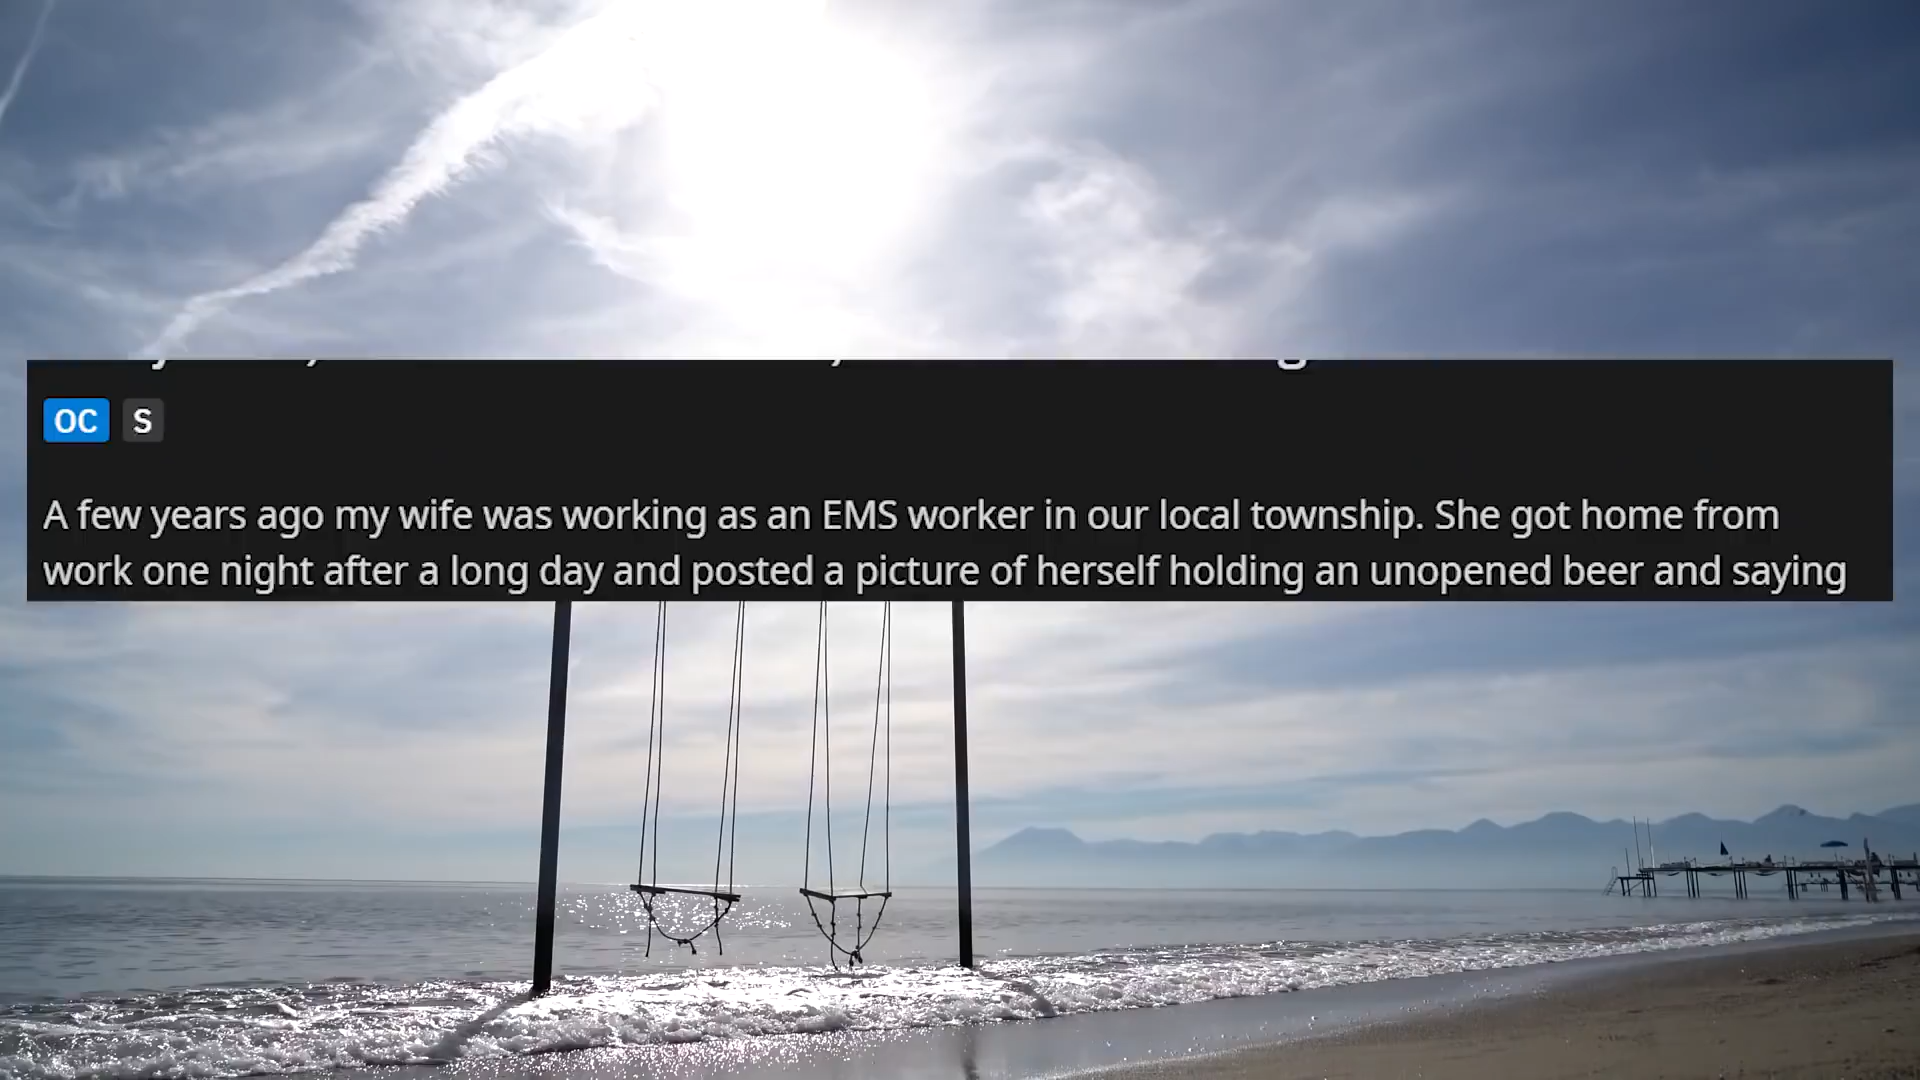 OC S
A few years ago my wife was working as an EMS worker in our local township. She got home from
work one night after a long day and posted a picture of herself holding an unopened beer and saying